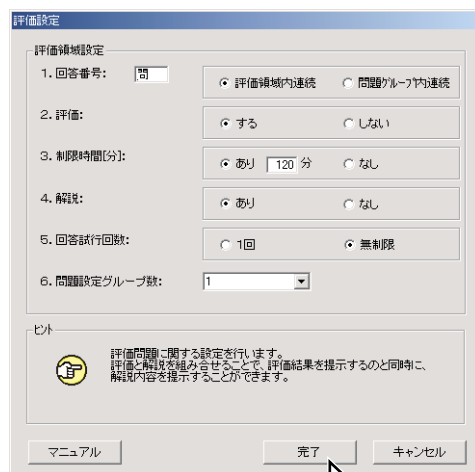 評価設定
評価領域設定
1. 回答番号: 問 評価領域内連続 問題ｸﾞﾙｰﾌﾟ内連続
2. 評価: する しない
3. 制限時間[分]: あり 120 分 なし
4. 解説: あり なし
5. 回答試行回数: 1回 無制限
6. 問題設定グループ数: 1
ﾋﾝﾄ
評価問題に関する設定を行います。
評価と解説を組み合せることで、評価結果を提示するのと同時に、
解説内容を提示することができます。
マニュアル 完了 キャンセル